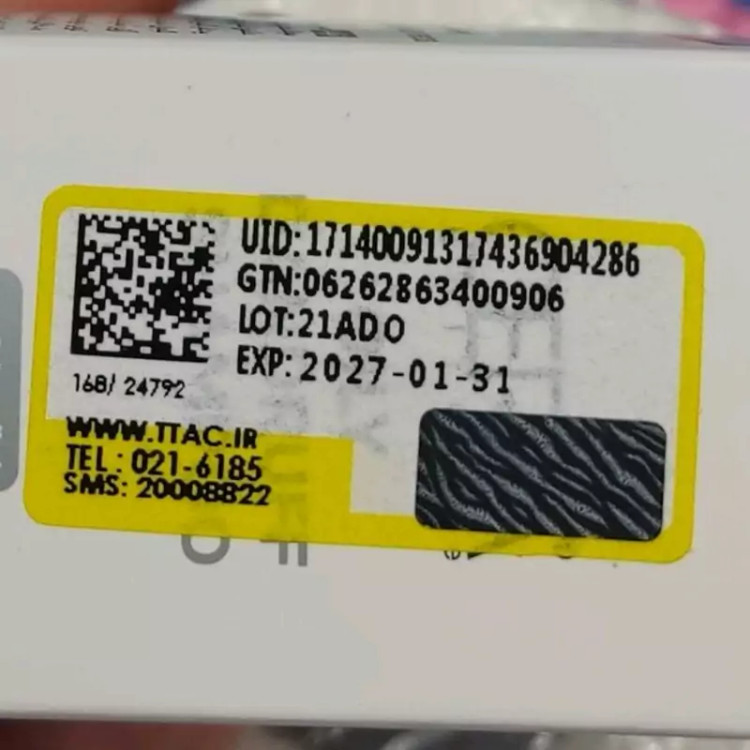 UID:17140091317436904286
GTN:06262863400906
LOT:21ADO
EXP: 2027-01-31
168/ 24792
WWW.TTAC.IR
TEL : 021-6185
SMS: 20008822